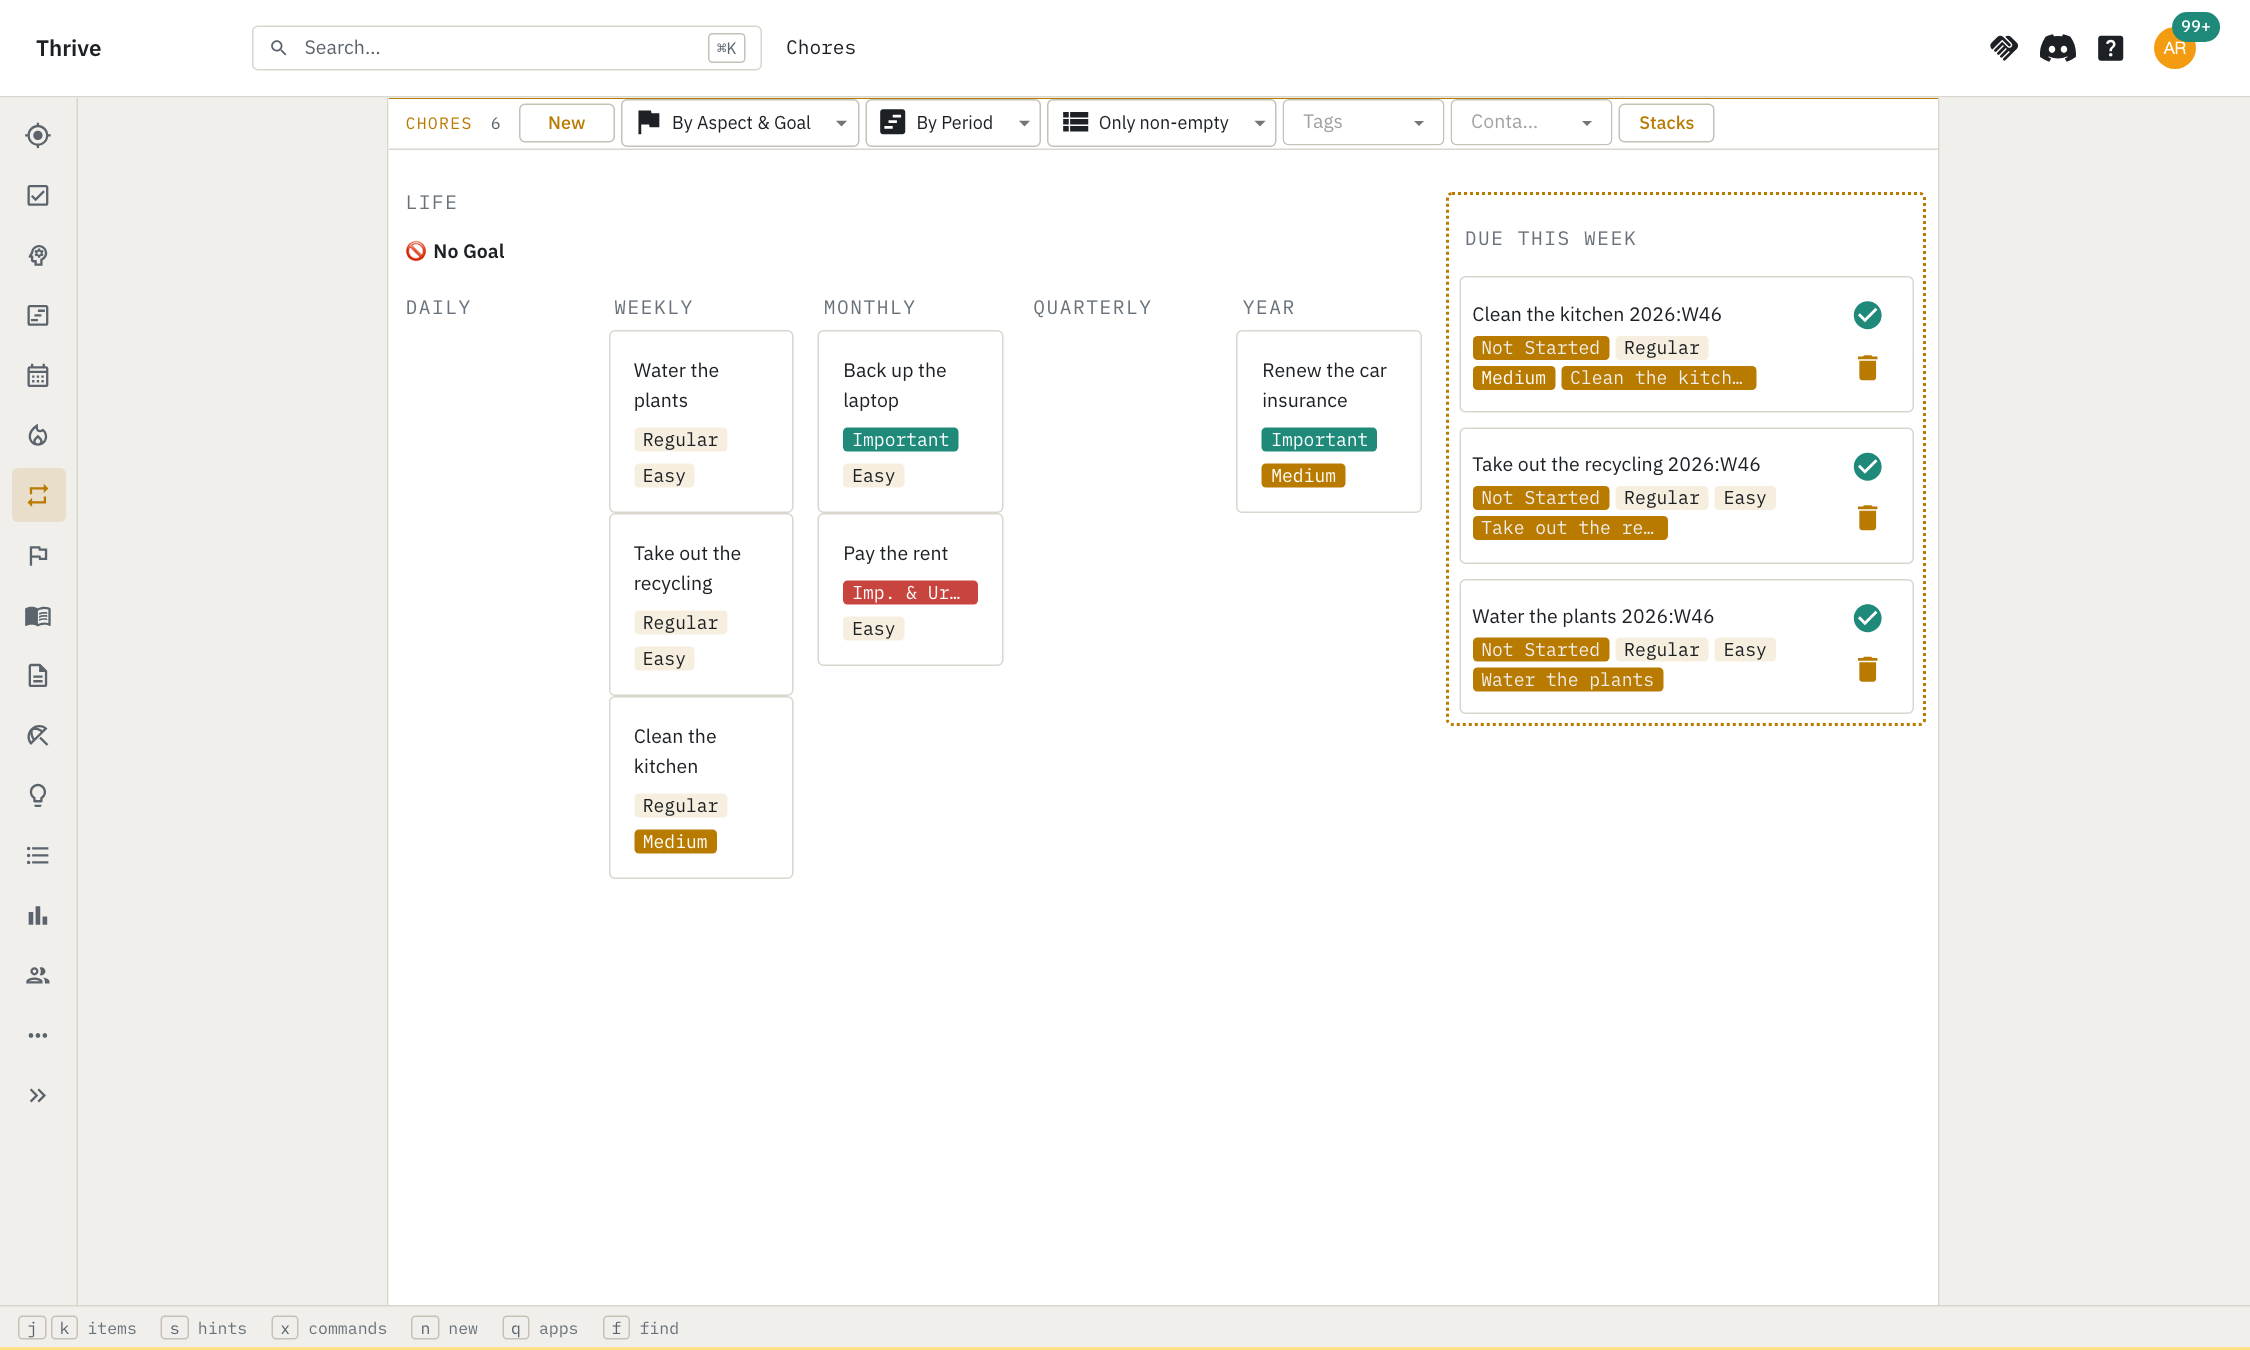 Thrive
Search...
⌘K
Chores
?
AR
99+
CHORES 6
New
By Aspect & Goal
By Period
Only non-empty
Tags
Conta...
Stacks
LIFE
No Goal
DAILY
WEEKLY
MONTHLY
QUARTERLY
YEAR
Water the
plants
Regular
Easy
Take out the
recycling
Regular
Easy
Clean the
kitchen
Regular
Medium
Back up the
laptop
Important
Easy
Pay the rent
Imp. & Ur…
Easy
Renew the car
insurance
Important
Medium
DUE THIS WEEK
Clean the kitchen 2026:W46
Not Started Regular
Medium Clean the kitch…
Take out the recycling 2026:W46
Not Started Regular Easy
Take out the re…
Water the plants 2026:W46
Not Started Regular Easy
Water the plants
j k items s hints x commands n new q apps f find